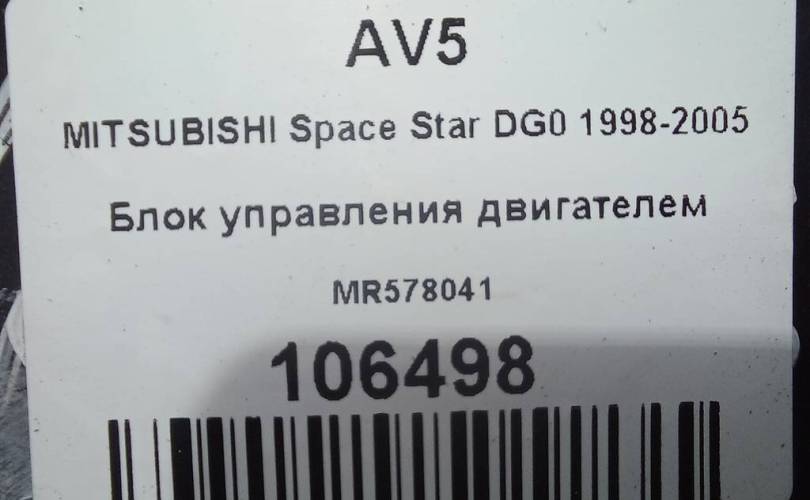 AV5
MITSUBISHI Space Star DG0 1998-2005
Блок управления двигателем
MR578041
106498